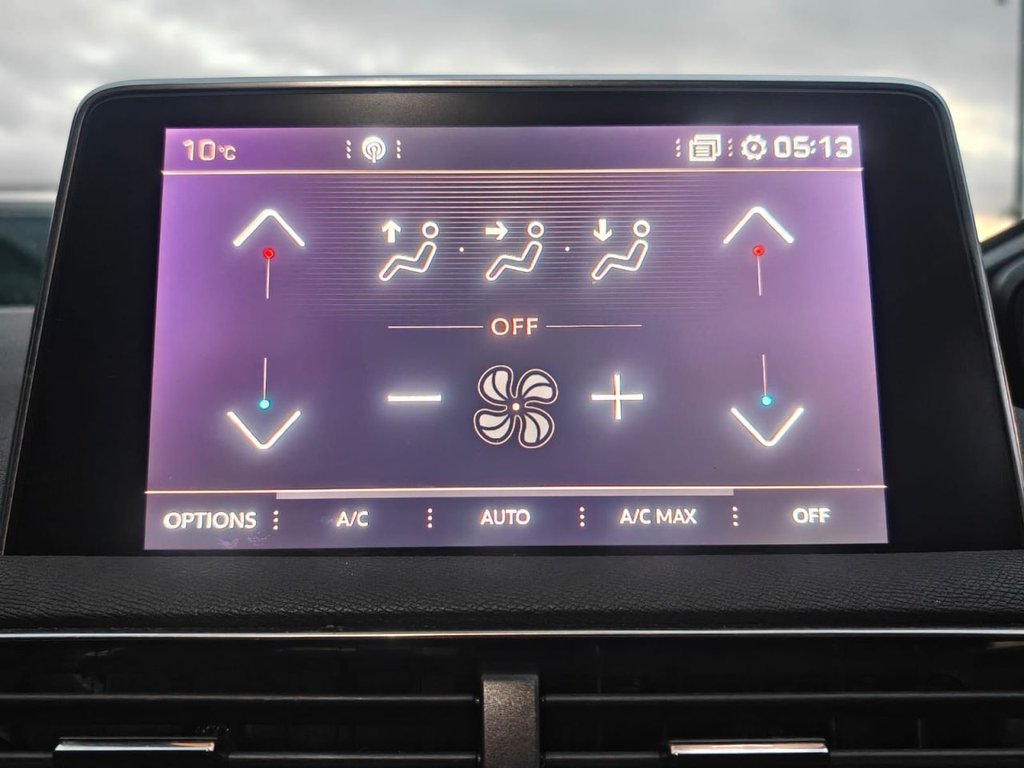 10°C 05:13
OFF
OPTIONS A/C AUTO A/C MAX OFF